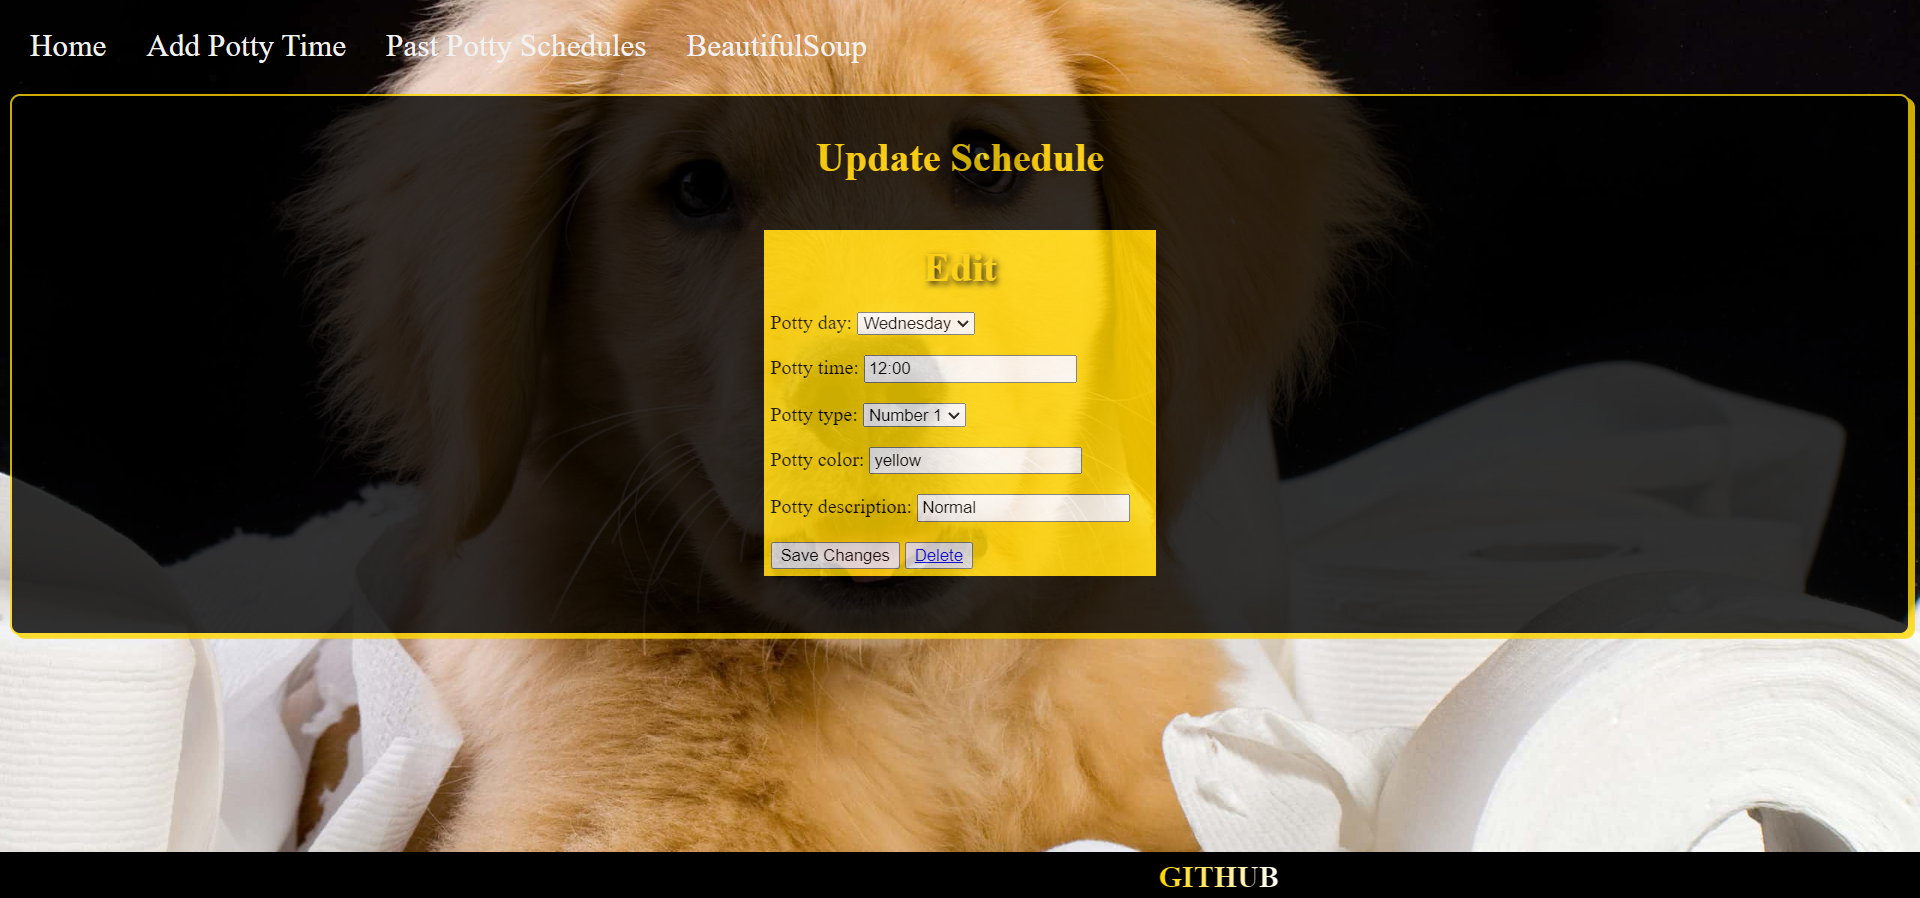 Home Add Potty Time Past Potty Schedules BeautifulSoup
Update Schedule
Edit
Potty day: Wednesday
Potty time: 12:00
Potty type: Number 1
Potty color: yellow
Potty description: Normal
Save Changes Delete
GITHUB